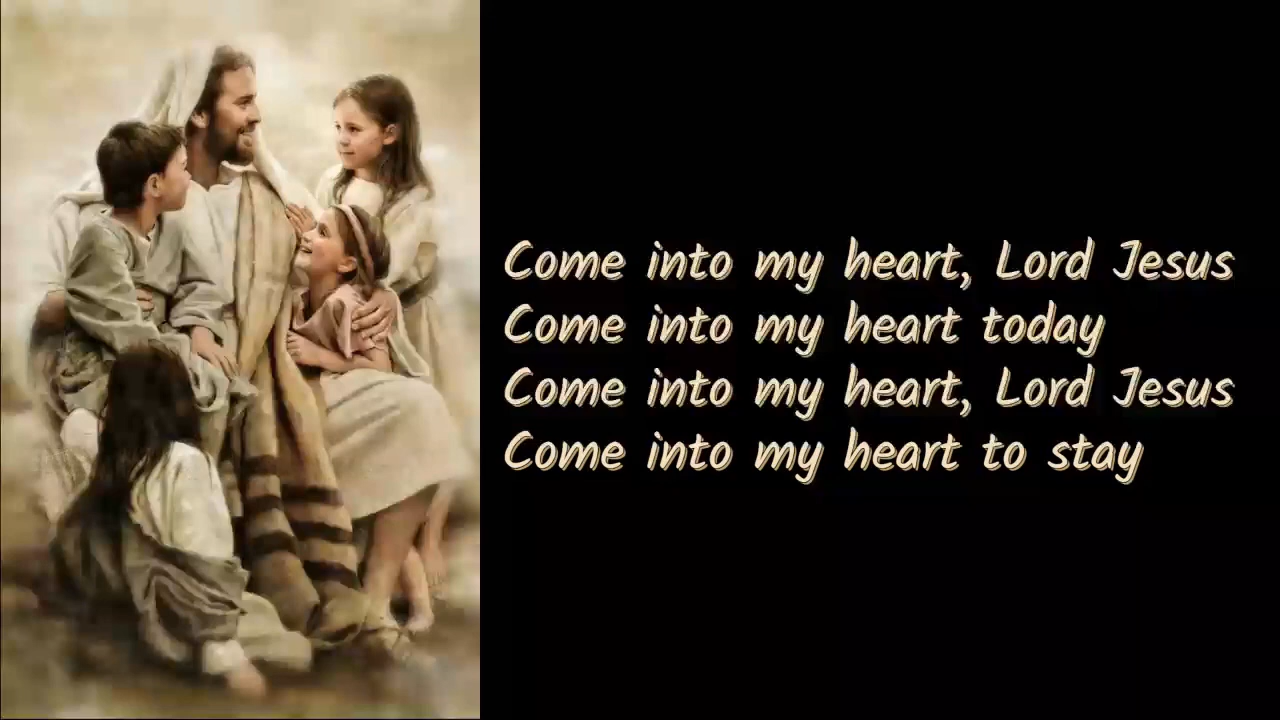 Come into my heart, Lord Jesus
Come into my heart today
Come into my heart, Lord Jesus
Come into my heart to stay